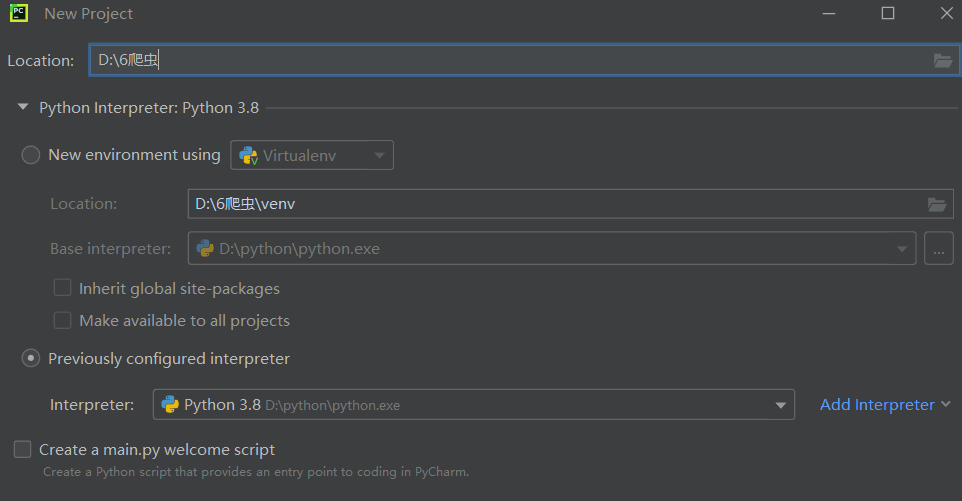 PC New Project
Location: D:\6爬虫
Python Interpreter: Python 3.8
New environment using Virtualenv
Location: D:\6爬虫\venv
Base interpreter: D:\python\python.exe ...
Inherit global site-packages
Make available to all projects
Previously configured interpreter
Interpreter: Python 3.8 D:\python\python.exe Add Interpreter
Create a main.py welcome script
Create a Python script that provides an entry point to coding in PyCharm.